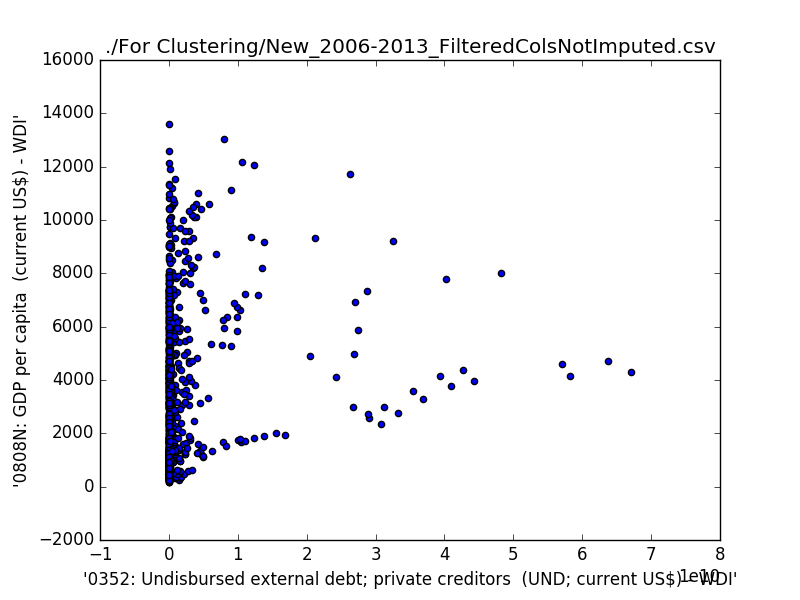 ./For Clustering/New_2006-2013_FilteredColsNotImputed.csv
16000
14000
12000
10000
8000
6000
4000
2000
0
−2000
'0808N: GDP per capita  (current US$) - WDI'
−1 0 1 2 3 4 5 6 7 8
1e10
'0352: Undisbursed external debt; private creditors  (UND; current US$) - WDI'